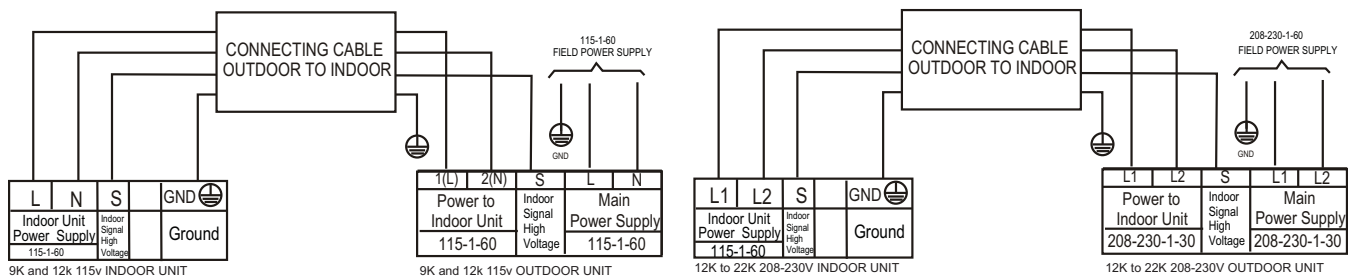 CONNECTING CABLE
OUTDOOR TO INDOOR
115-1-60
FIELD POWER SUPPLY
GND
L N S GND
Indoor Unit
Power Supply
115-1-60
Indoor
Signal
High
Voltage
Ground
9K and 12k 115v INDOOR UNIT
1(L) 2(N) S L N
Power to
Indoor Unit
115-1-60
Indoor
Signal
High
Voltage
Main
Power Supply
115-1-60
9K and 12k 115v OUTDOOR UNIT
CONNECTING CABLE
OUTDOOR TO INDOOR
208-230-1-60
FIELD POWER SUPPLY
GND
L1 L2 S GND
Indoor Unit
Power Supply
115-1-60
Indoor
Signal
High
Voltage
Ground
12K to 22K 208-230V INDOOR UNIT
L1 L2 S L1 L2
Power to
Indoor Unit
208-230-1-30
Indoor
Signal
High
Voltage
Main
Power Supply
208-230-1-30
12K to 22K 208-230V OUTDOOR UNIT